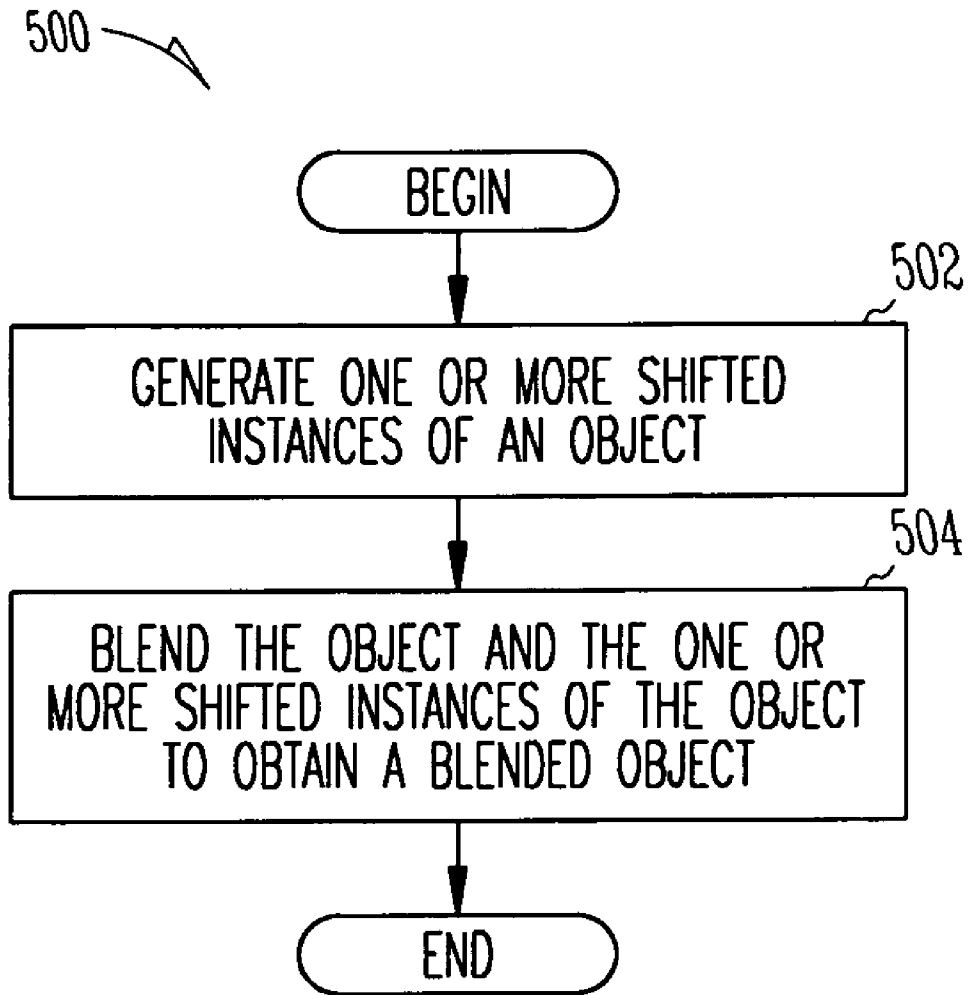 500
BEGIN
502
GENERATE ONE OR MORE SHIFTED
INSTANCES OF AN OBJECT
504
BLEND THE OBJECT AND THE ONE OR
MORE SHIFTED INSTANCES OF THE OBJECT
TO OBTAIN A BLENDED OBJECT
END